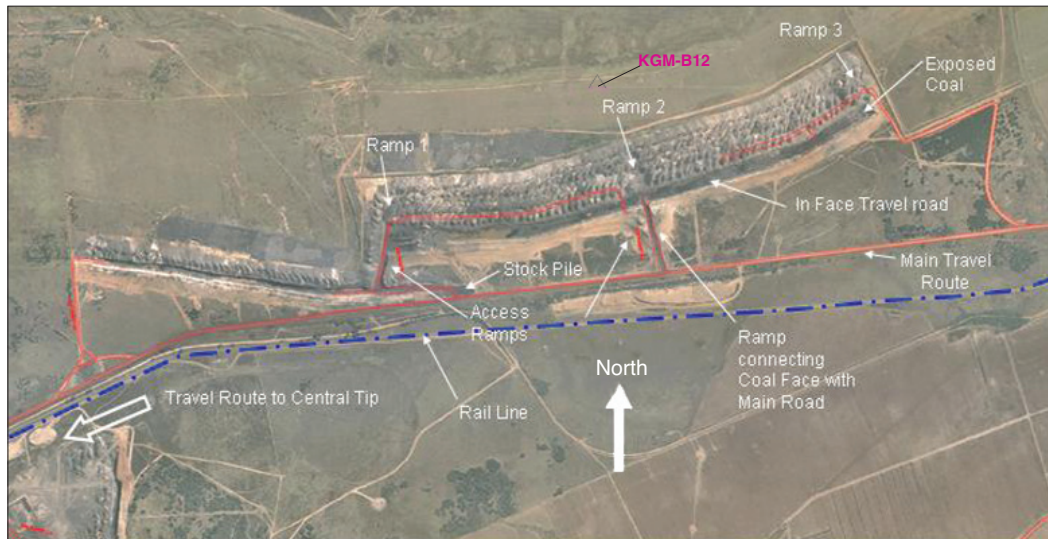 Ramp 3
KGM-B12
Exposed
Coal
Ramp 2
Ramp 1
In Face Travel road
Main Travel
Route
Stock Pile
Access
Ramps
Ramp
connecting
Coal Face with
Main Road
North
Travel Route to Central Tip
Rail Line